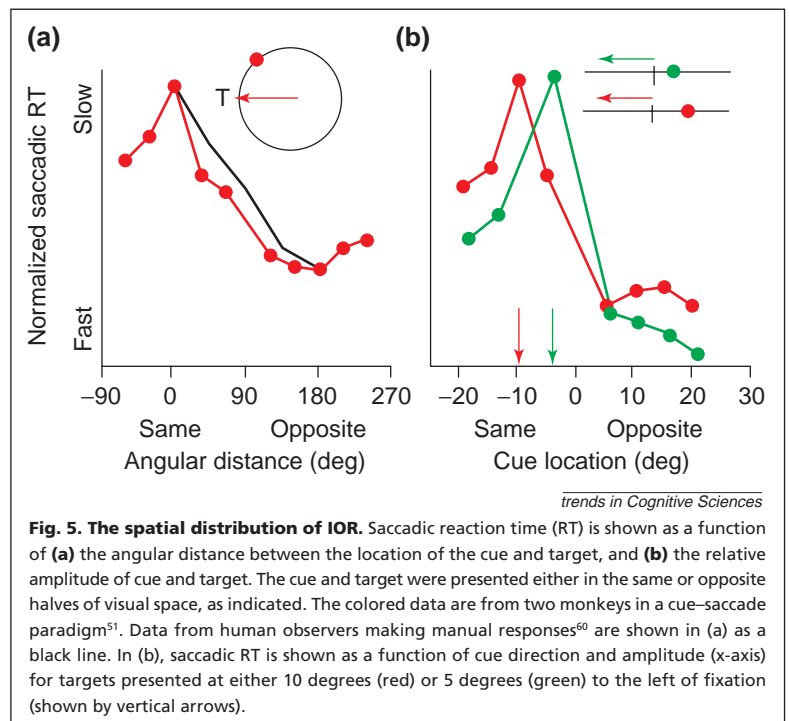 (a)
(b)
Normalized saccadic RT
Slow
Fast
T
–90 0 90 180 270
Same Opposite
Angular distance (deg)
–20 –10 0 10 20 30
Same Opposite
Cue location (deg)
trends in Cognitive Sciences
Fig. 5. The spatial distribution of IOR. Saccadic reaction time (RT) is shown as a function
of (a) the angular distance between the location of the cue and target, and (b) the relative
amplitude of cue and target. The cue and target were presented either in the same or opposite
halves of visual space, as indicated. The colored data are from two monkeys in a cue–saccade
paradigm⁵¹. Data from human observers making manual responses⁶⁰ are shown in (a) as a
black line. In (b), saccadic RT is shown as a function of cue direction and amplitude (x-axis)
for targets presented at either 10 degrees (red) or 5 degrees (green) to the left of fixation
(shown by vertical arrows).